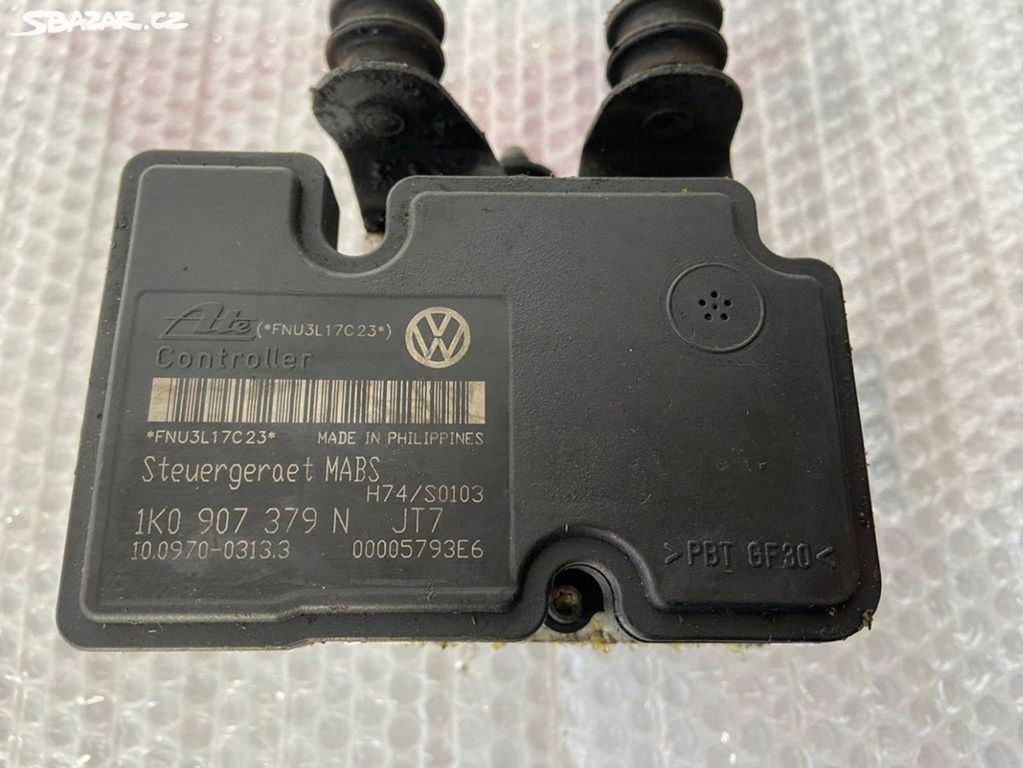 SBAZAR.CZ
Ate (*FNU3L17C23*)
Controller
*FNU3L17C23* MADE IN PHILIPPINES
Steuergeraet MABS
H74/S0103
1K0 907 379 N JT7
10.0970-0313.3 00005793E6
>PBT GF30<